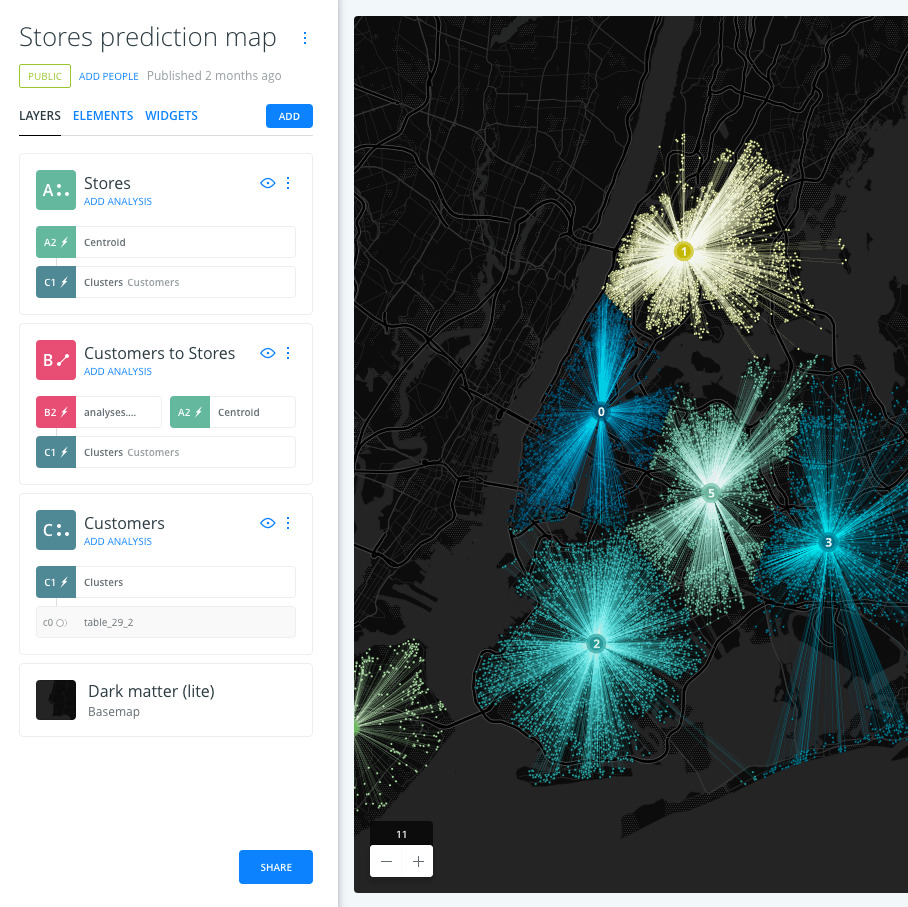 Stores prediction map
PUBLIC ADD PEOPLE Published 2 months ago
LAYERS ELEMENTS WIDGETS ADD
A Stores
ADD ANALYSIS
A2 Centroid
C1 Clusters Customers
B Customers to Stores
ADD ANALYSIS
B2 analyses.... A2 Centroid
C1 Clusters Customers
C Customers
ADD ANALYSIS
C1 Clusters
c0 table_29_2
Dark matter (lite)
Basemap
SHARE
1
0
5
3
2
11